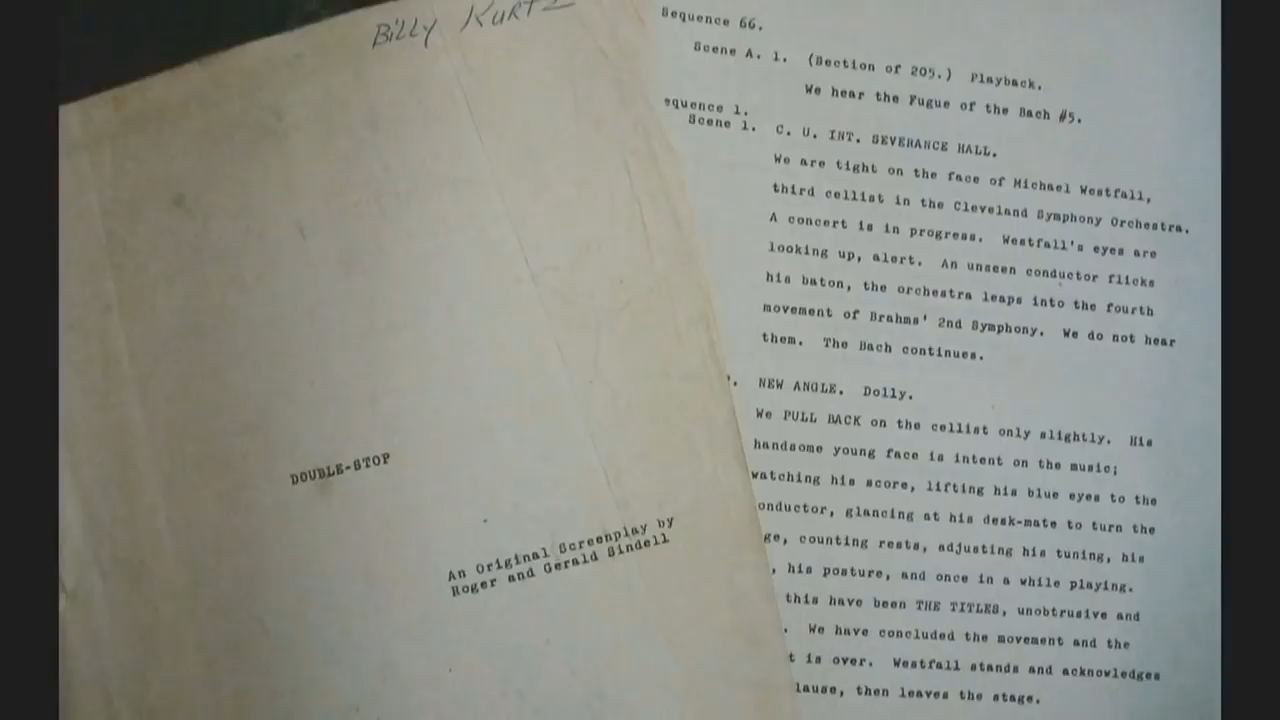 Billy Kurtz
DOUBLE-STOP
An Original Screenplay by
Roger and Gerald Sindell
Sequence 66.
Scene A. 1. (Section of 205.) Playback.
We hear the Fugue of the Bach #5.
equence 1.
Scene 1. C. U. INT. SEVERANCE HALL.
We are tight on the face of Michael Westfall,
third cellist in the Cleveland Symphony Orchestra.
A concert is in progress. Westfall's eyes are
looking up, alert. An unseen conductor flicks
his baton, the orchestra leaps into the fourth
movement of Brahms' 2nd Symphony. We do not hear
them. The Bach continues.
. NEW ANGLE. Dolly.
We PULL BACK on the cellist only slightly. His
handsome young face is intent on the music;
watching his score, lifting his blue eyes to the
onductor, glancing at his desk-mate to turn the
ge, counting rests, adjusting his tuning, his
, his posture, and once in a while playing.
this have been THE TITLES, unobtrusive and
. We have concluded the movement and the
t is over. Westfall stands and acknowledges
lause, then leaves the stage.